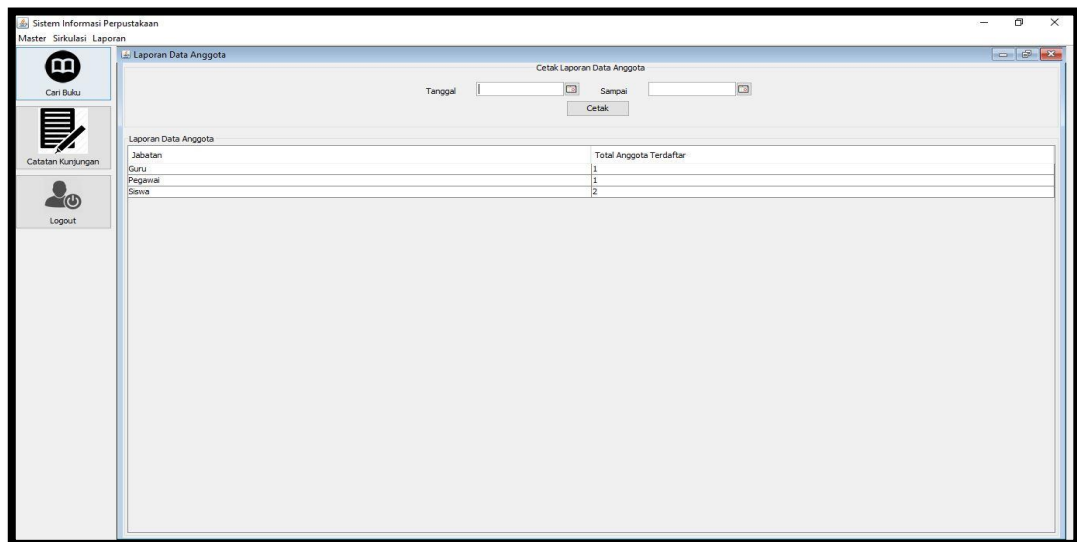 Sistem Informasi Perpustakaan
Master Sirkulasi Laporan
Cari Buku
Catatan Kunjungan
Logout
Laporan Data Anggota
Cetak Laporan Data Anggota
Tanggal Sampai
Cetak
Laporan Data Anggota
Jabatan Total Anggota Terdaftar
Guru 1
Pegawai 1
Siswa 2